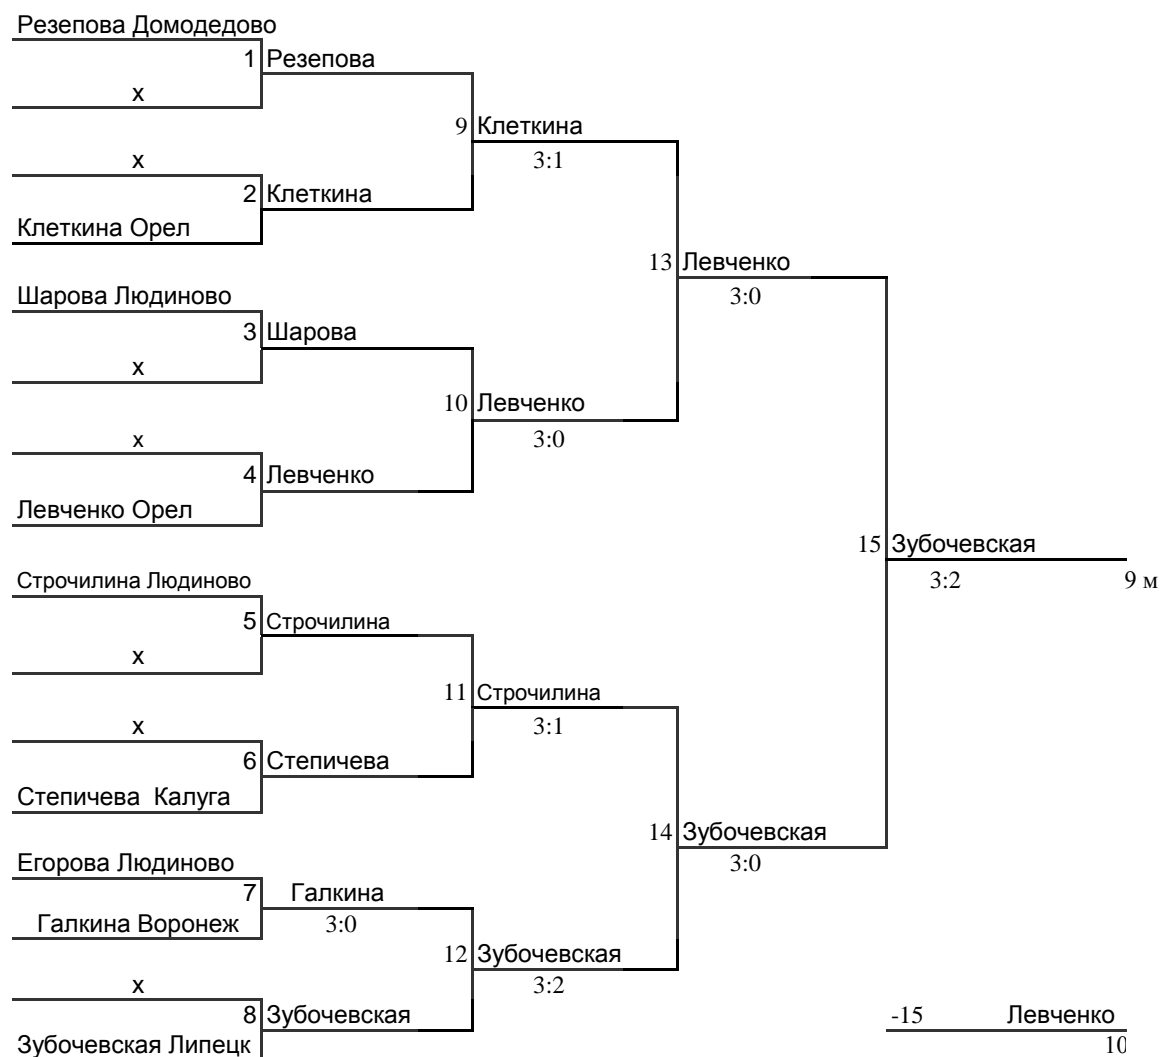 Резепова Домодедово
1 Резепова
х
9 Клеткина
3:1
х
2 Клеткина
Клеткина Орел
13 Левченко
3:0
Шарова Людиново
3 Шарова
х
10 Левченко
3:0
х
4 Левченко
Левченко Орел
15 Зубочевская
3:2 9 м
Строчилина Людиново
5 Строчилина
х
11 Строчилина
3:1
х
6 Степичева
Степичева Калуга
14 Зубочевская
3:0
Егорова Людиново
7 Галкина
Галкина Воронеж 3:0
12 Зубочевская
3:2
х
8 Зубочевская
-15 Левченко
Зубочевская Липецк
10